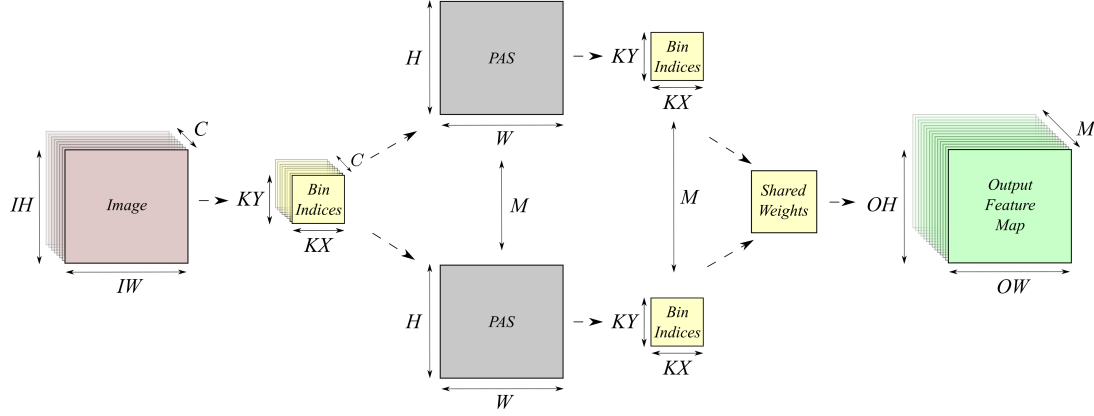 IH
C
Image
IW
KY
C
Bin
Indices
KX
H
PAS
W
M
H
PAS
W
KY
Bin
Indices
KX
M
KY
Bin
Indices
KX
Shared
Weights
OH
M
Output
Feature
Map
OW